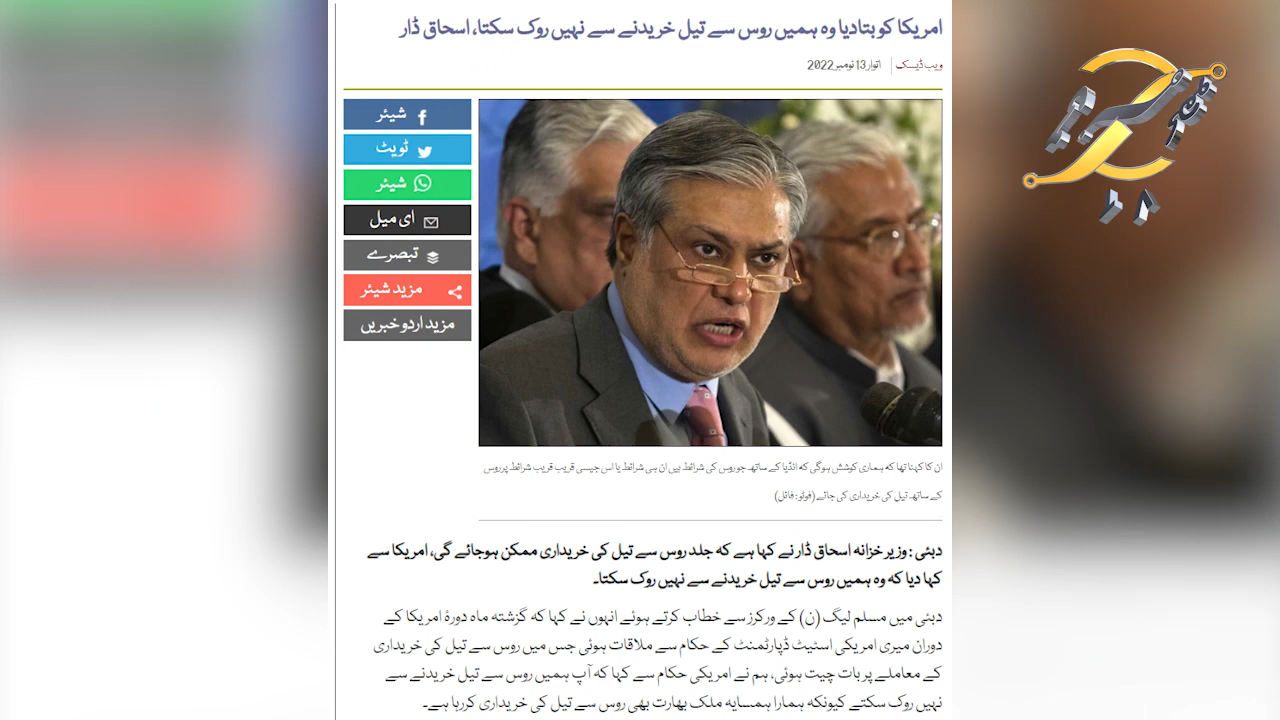 امریکا کو بتادیا وہ ہمیں روس سے تیل خریدنے سے نہیں روک سکتا، اسحاق ڈار
ویب ڈیسک | اتوار 13 نومبر 2022
شیئر
ٹویٹ
شیئر
ای میل
تبصرے
مزید شیئر
مزید اردو خبریں
ان کا کہنا تھا کہ ہماری کوشش ہوگی کہ انڈیا کے ساتھ جو روس کی شرائط ہیں ان ہی شرائط یا اس جیسی قریب قریب شرائط پر روس
کے ساتھ تیل کی خریداری کی جائے (فوٹو: فائل)
دبئی : وزیر خزانہ اسحاق ڈار نے کہا ہے کہ جلد روس سے تیل کی خریداری ممکن ہوجائے گی، امریکا سے
کہا دیا کہ وہ ہمیں روس سے تیل خریدنے سے نہیں روک سکتا۔
دبئی میں مسلم لیگ (ن) کے ورکرز سے خطاب کرتے ہوئے انہوں نے کہا کہ گزشتہ ماہ دورۂ امریکا کے
دوران میری امریکی اسٹیٹ ڈپارٹمنٹ کے حکام سے ملاقات ہوئی جس میں روس سے تیل کی خریداری
کے معاملے پر بات چیت ہوئی، ہم نے امریکی حکام سے کہا کہ آپ ہمیں روس سے تیل خریدنے سے
نہیں روک سکتے کیونکہ ہمارا ہمسایہ ملک بھارت بھی روس سے تیل کی خریداری کررہا ہے۔